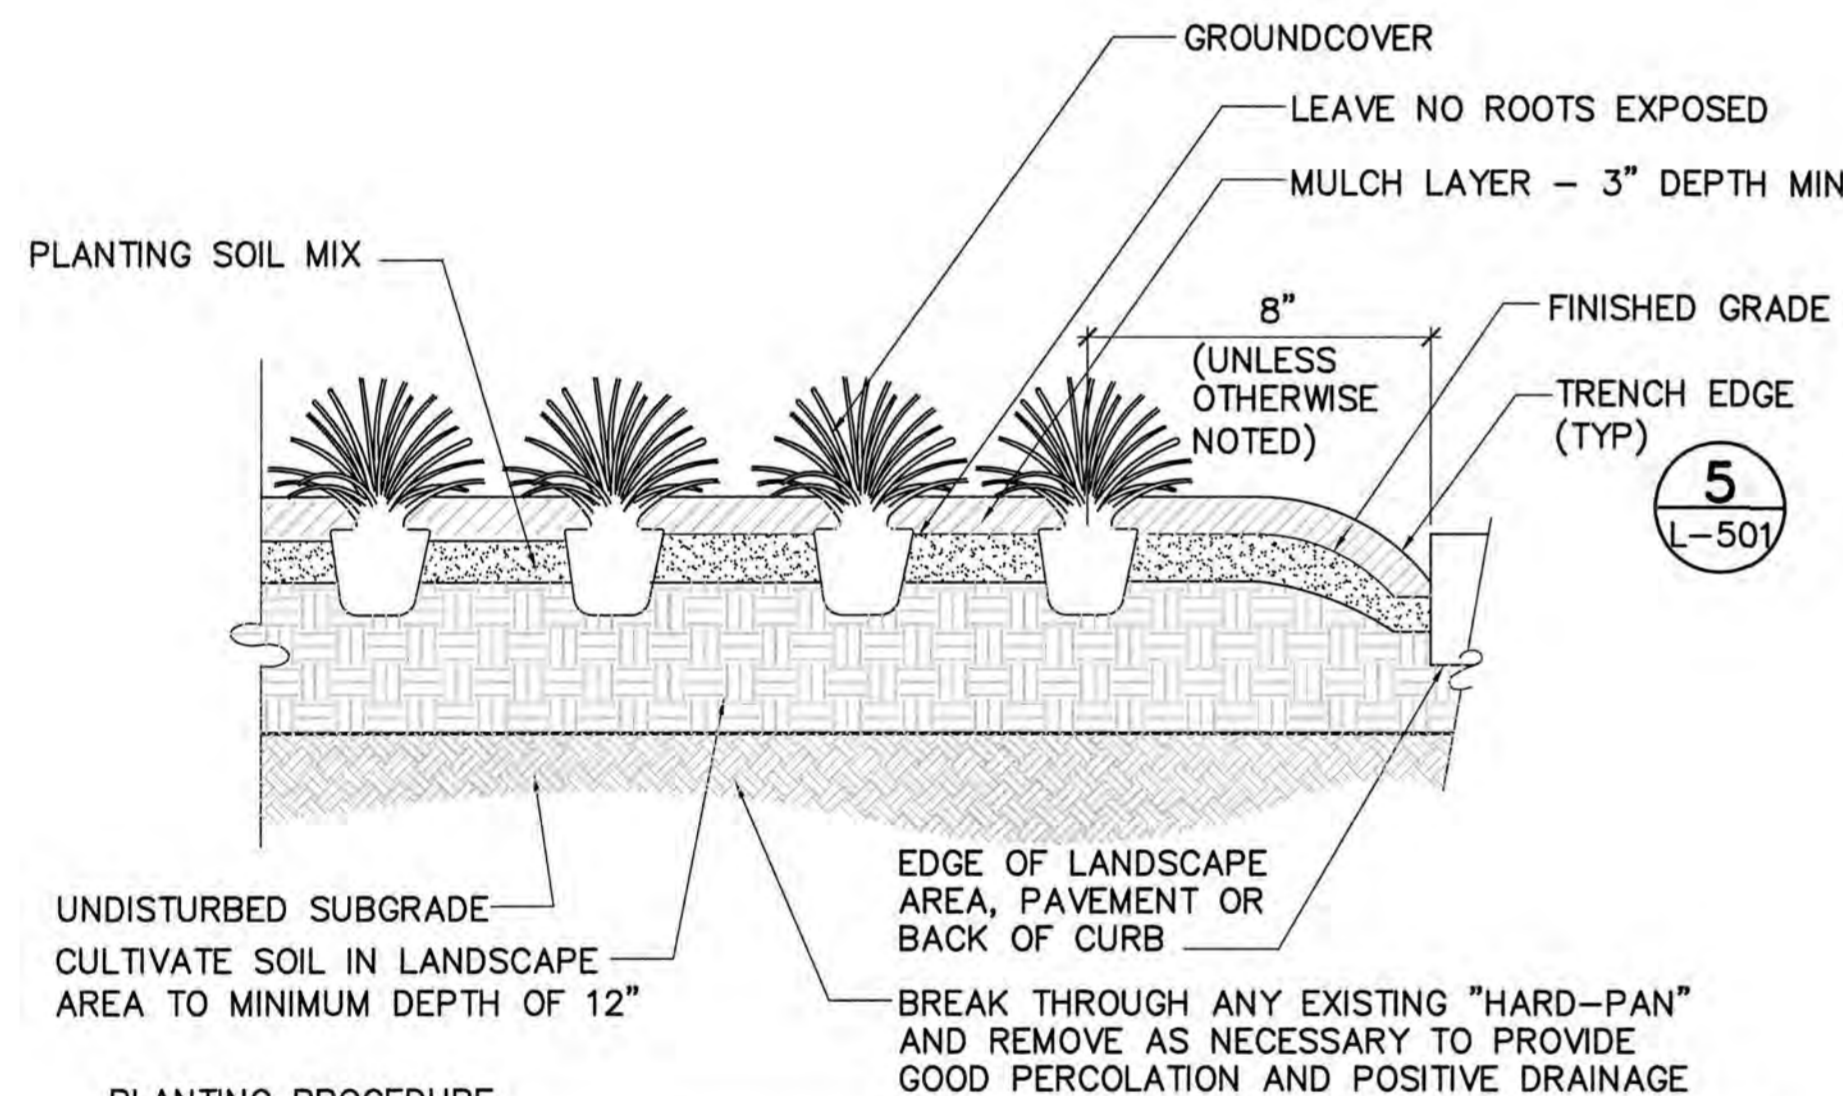 GROUNDCOVER
LEAVE NO ROOTS EXPOSED
MULCH LAYER – 3" DEPTH MIN
PLANTING SOIL MIX
8"
(UNLESS
OTHERWISE
NOTED)
FINISHED GRADE
TRENCH EDGE
(TYP)
5
L-501
UNDISTURBED SUBGRADE
CULTIVATE SOIL IN LANDSCAPE
AREA TO MINIMUM DEPTH OF 12"
EDGE OF LANDSCAPE
AREA, PAVEMENT OR
BACK OF CURB
BREAK THROUGH ANY EXISTING "HARD-PAN"
AND REMOVE AS NECESSARY TO PROVIDE
GOOD PERCOLATION AND POSITIVE DRAINAGE
PLANTING PROCEDURE